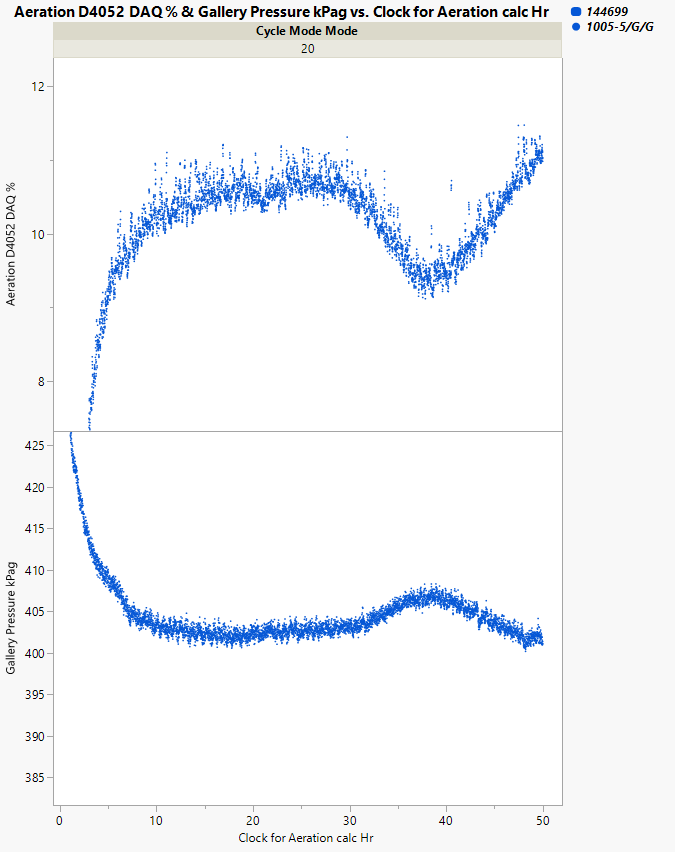 Aeration D4052 DAQ % & Gallery Pressure kPag vs. Clock for Aeration calc Hr
144699
1005-5/G/G
Cycle Mode Mode
20
12
10
8
Aeration D4052 DAQ %
425
420
415
410
405
400
395
390
385
Gallery Pressure kPag
0 10 20 30 40 50
Clock for Aeration calc Hr